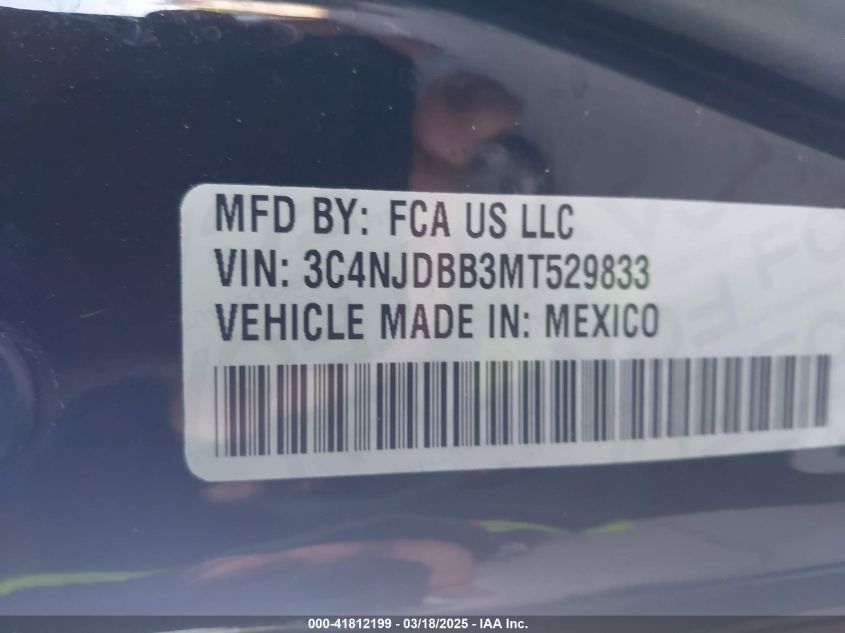 MFD BY: FCA US LLC
VIN: 3C4NJDBB3MT529833
VEHICLE MADE IN: MEXICO
000-41812199 - 03/18/2025 - IAA Inc.